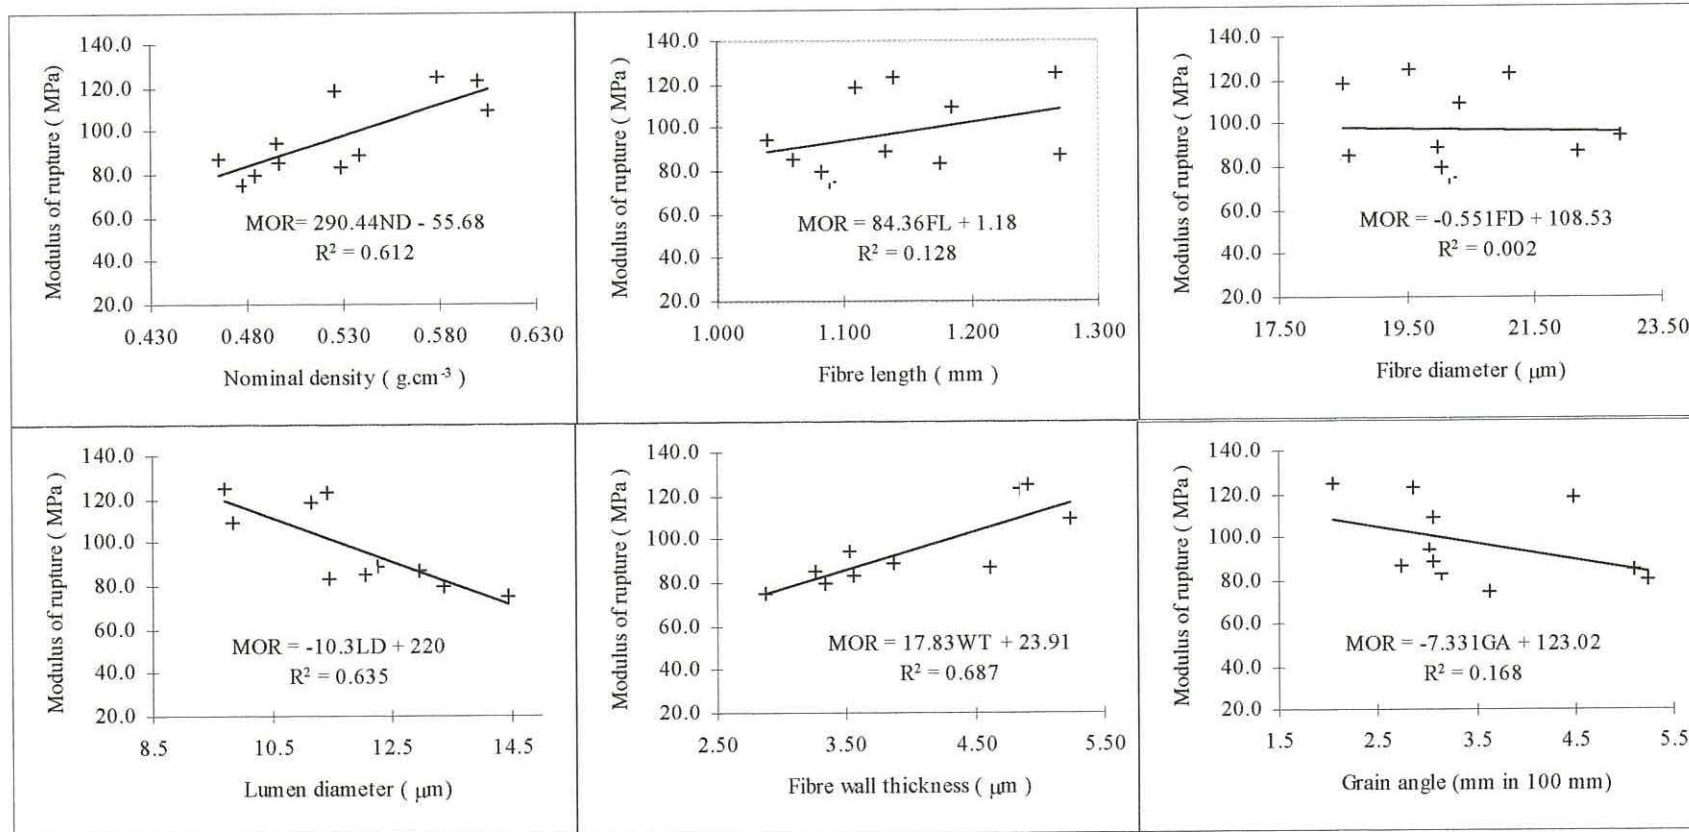 Modulus of rupture ( MPa)
140.0
120.0
100.0
80.0
60.0
40.0
20.0
MOR= 290.44ND - 55.68
R² = 0.612
0.430 0.480 0.530 0.580 0.630
Nominal density ( g.cm⁻³ )
Modulus of rupture ( MPa )
140.0
120.0
100.0
80.0
60.0
40.0
20.0
MOR = 84.36FL + 1.18
R² = 0.128
1.000 1.100 1.200 1.300
Fibre length ( mm )
Modulus of rupture ( MPa )
140.0
120.0
100.0
80.0
60.0
40.0
20.0
MOR = -0.551FD + 108.53
R² = 0.002
17.50 19.50 21.50 23.50
Fibre diameter ( μm)
Modulus of rupture ( MPa )
140.0
120.0
100.0
80.0
60.0
40.0
20.0
MOR = -10.3LD + 220
R² = 0.635
8.5 10.5 12.5 14.5
Lumen diameter ( μm)
Modulus of rupture ( MPa )
140.0
120.0
100.0
80.0
60.0
40.0
20.0
MOR = 17.83WT + 23.91
R² = 0.687
2.50 3.50 4.50 5.50
Fibre wall thickness ( μm )
Modulus of rupture ( MPa )
140.0
120.0
100.0
80.0
60.0
40.0
20.0
MOR = -7.331GA + 123.02
R² = 0.168
1.5 2.5 3.5 4.5 5.5
Grain angle (mm in 100 mm)